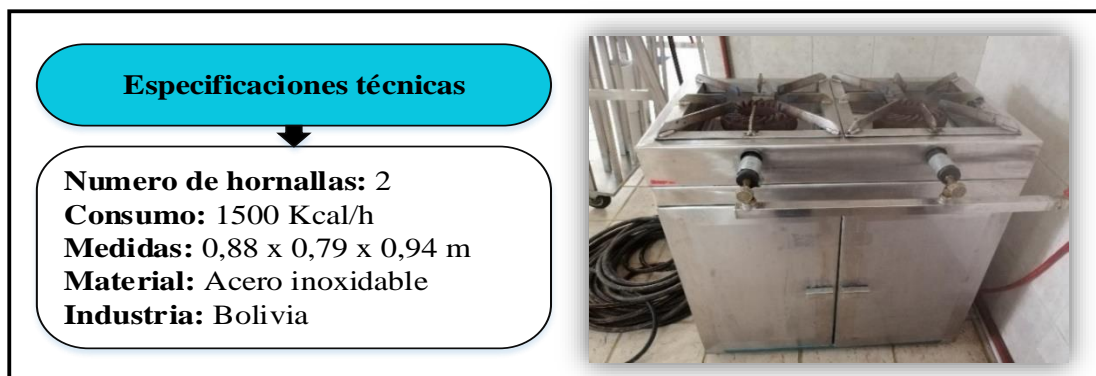 Especificaciones técnicas
Numero de hornallas: 2
Consumo: 1500 Kcal/h
Medidas: 0,88 x 0,79 x 0,94 m
Material: Acero inoxidable
Industria: Bolivia